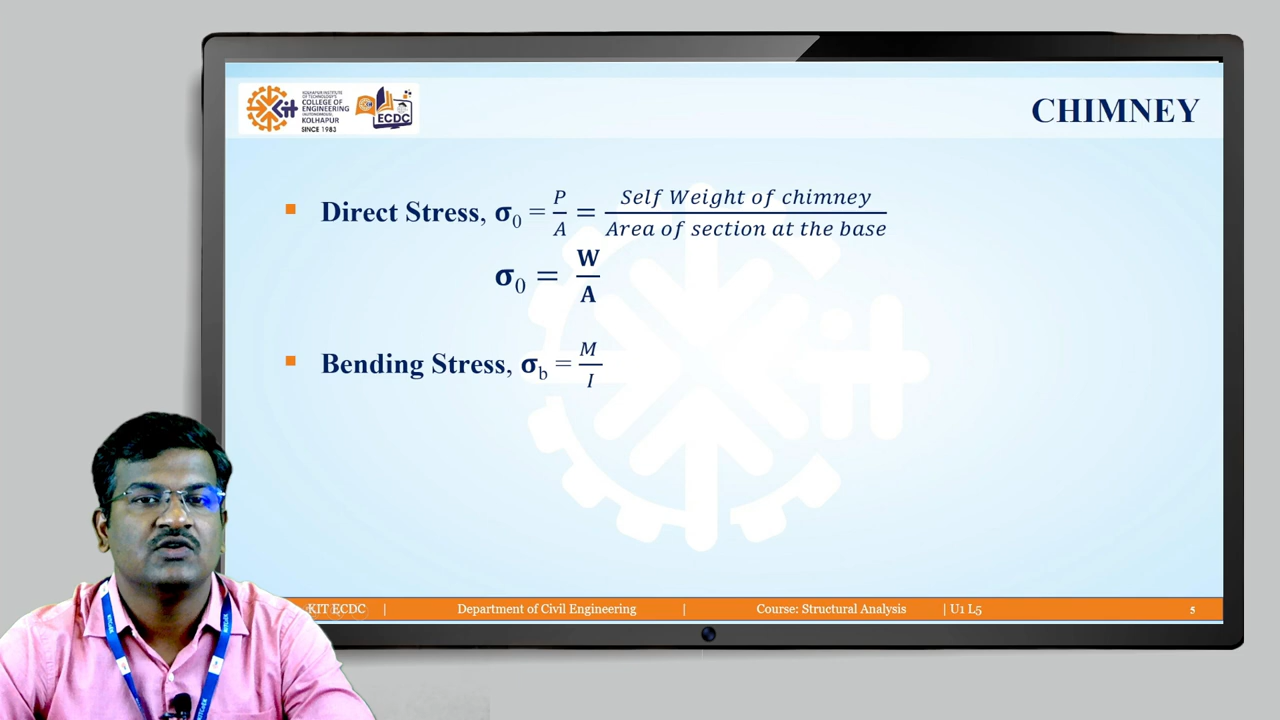 KOLHAPUR INSTITUTE
OF TECHNOLOGY'S
COLLEGE OF
ENGINEERING
(AUTONOMOUS)
KOLHAPUR
SINCE 1983
Kit
ECDC
CHIMNEY
Direct Stress, σ₀ = P/A = Self Weight of chimney/Area of section at the base
σ₀ = W/A
Bending Stress, σb = M/I
KIT ECDC | Department of Civil Engineering | Course: Structural Analysis | U1 L5 5